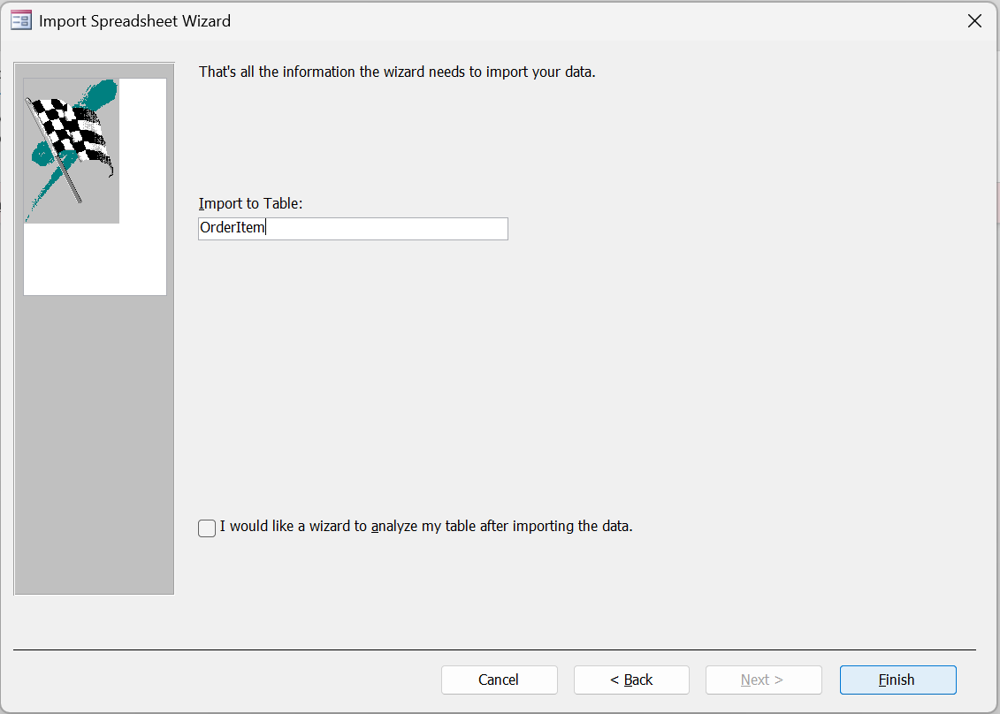 Import Spreadsheet Wizard
That's all the information the wizard needs to import your data.
Import to Table:
OrderItem
I would like a wizard to analyze my table after importing the data.
Cancel
< Back
Next >
Finish